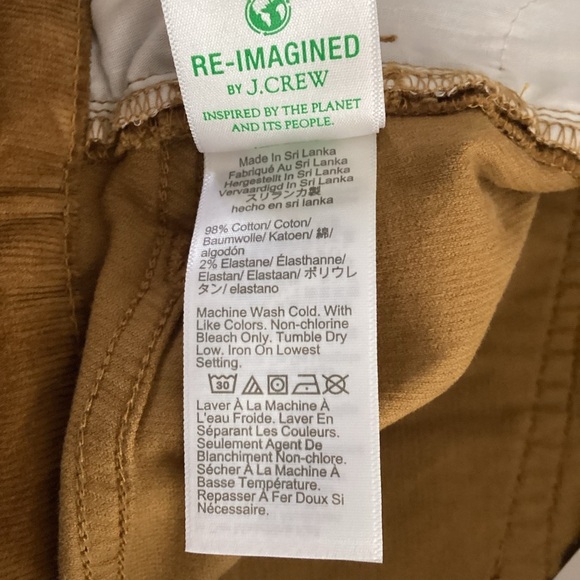 RE-IMAGINED
BY J.CREW
INSPIRED BY THE PLANET
AND ITS PEOPLE.
Made In Sri Lanka
Fabriqué Au Sri Lanka
Hergestellt In Sri Lanka
Vervaardigd In Sri Lanka
スリランカ製
hecho en sri lanka
98% Cotton/ Coton/
Baumwolle/ Katoen/ 綿/
algodón
2% Elastane/ Élasthanne/
Elastan/ Elastaan/ ポリウレ
タン/ elastano
Machine Wash Cold. With
Like Colors. Non-chlorine
Bleach Only. Tumble Dry
Low. Iron On Lowest
Setting.
30
Laver À La Machine À
L'eau Froide. Laver En
Séparant Les Couleurs.
Seulement Agent De
Blanchiment Non-chlore.
Sécher À La Machine À
Basse Température.
Repasser À Fer Doux Si
Nécessaire.